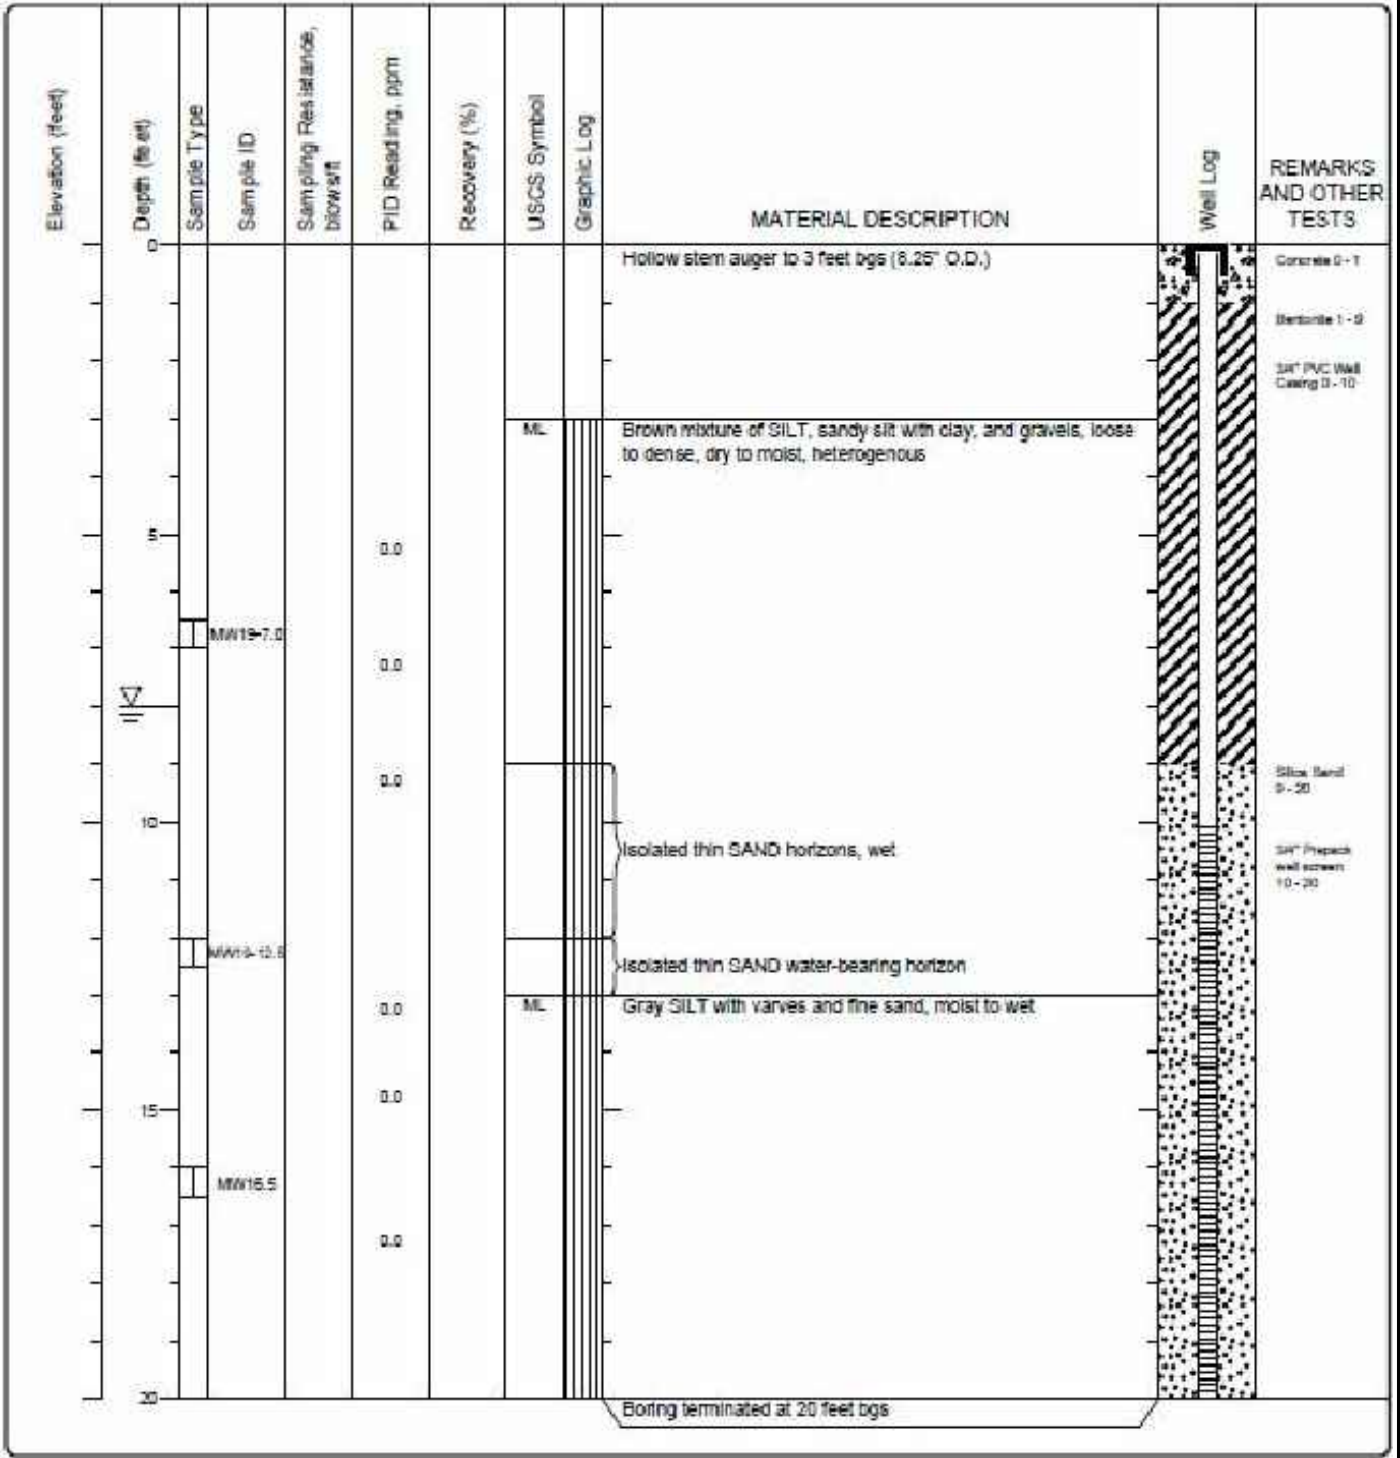 Elevation (feet)
Depth (feet)
Sample Type
Sample ID
Sampling Resistance,
blows/ft
PID Reading, ppm
Recovery (%)
USCS Symbol
Graphic Log
MATERIAL DESCRIPTION
Well Log
REMARKS
AND OTHER
TESTS
0
Hollow stem auger to 3 feet bgs (8.25" O.D.)
Concrete 0 - 1
Bentonite 1 - 9
3/4" PVC Well
Casing 0 - 10
ML
Brown mixture of SILT, sandy silt with clay, and gravels, loose
to dense, dry to moist, heterogenous
5
0.0
MW19-7.0
0.0
0.0
Silica Sand
9 - 20
10
Isolated thin SAND horizons, wet
3/4" Prepack
well screen
10 - 20
Isolated thin SAND water-bearing horizon
ML
Gray SILT with varves and fine sand, moist to wet
0.0
0.0
15
MW16.5
0.0
20
Boring terminated at 20 feet bgs